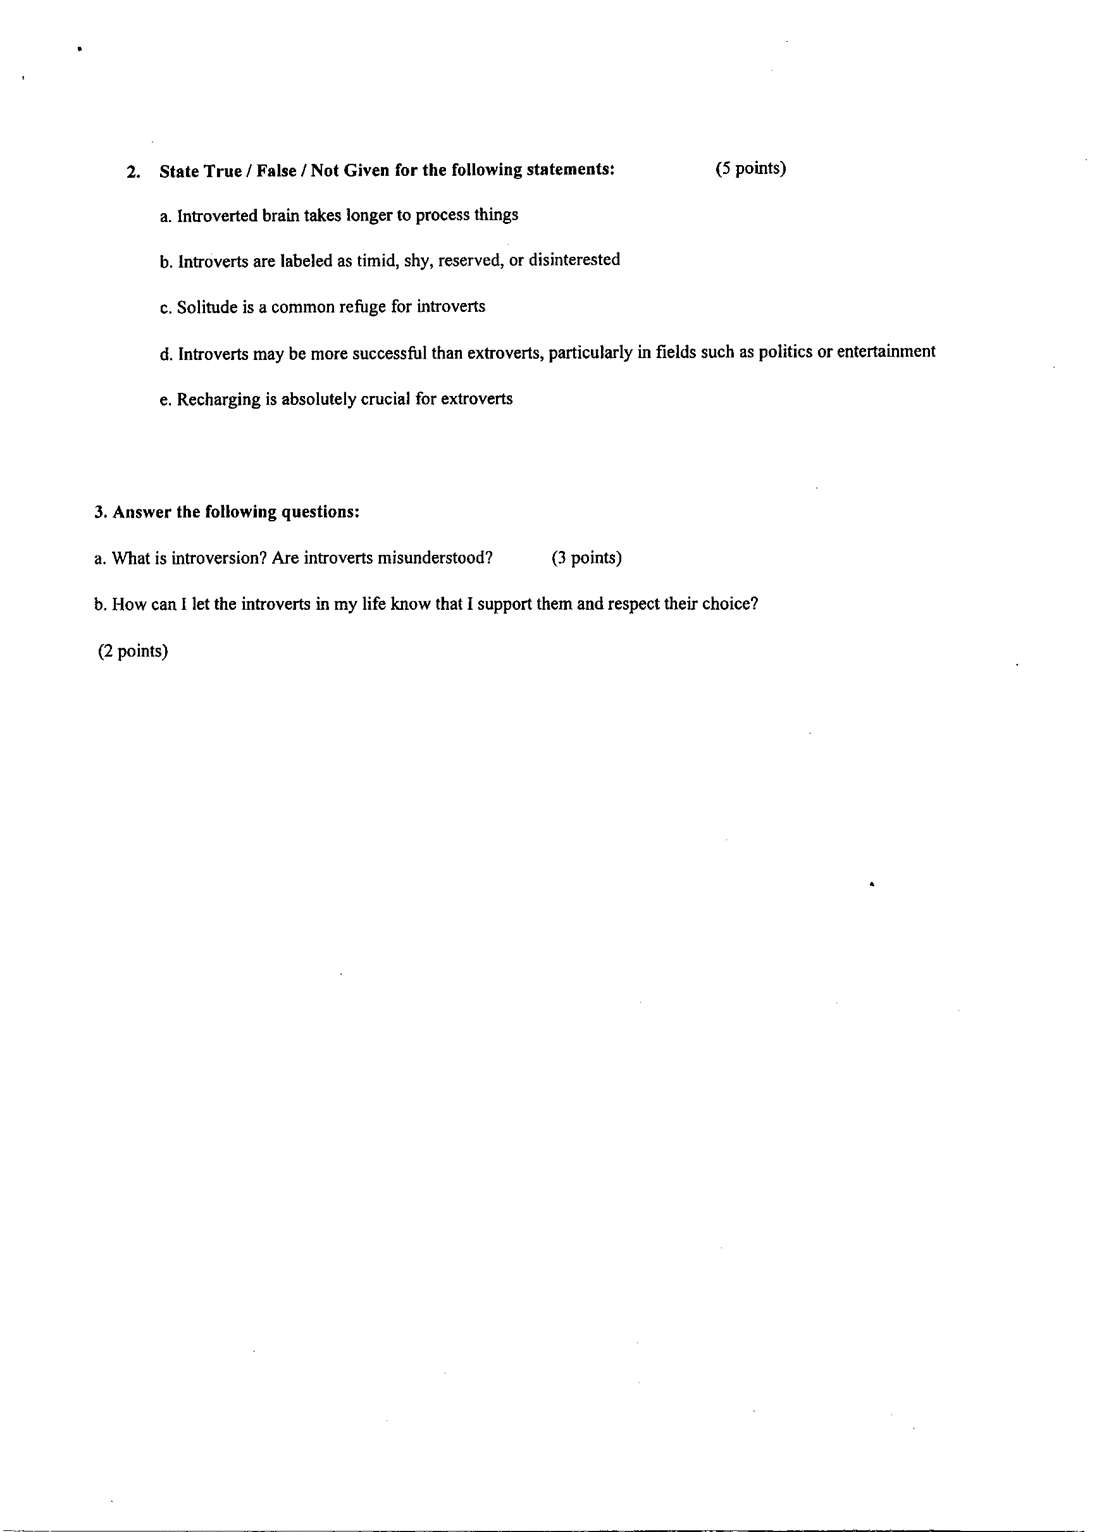 2. State True / False / Not Given for the following statements: (5 points)
a. Introverted brain takes longer to process things
b. Introverts are labeled as timid, shy, reserved, or disinterested
c. Solitude is a common refuge for introverts
d. Introverts may be more successful than extroverts, particularly in fields such as politics or entertainment
e. Recharging is absolutely crucial for extroverts
3. Answer the following questions:
a. What is introversion? Are introverts misunderstood? (3 points)
b. How can I let the introverts in my life know that I support them and respect their choice?
(2 points)